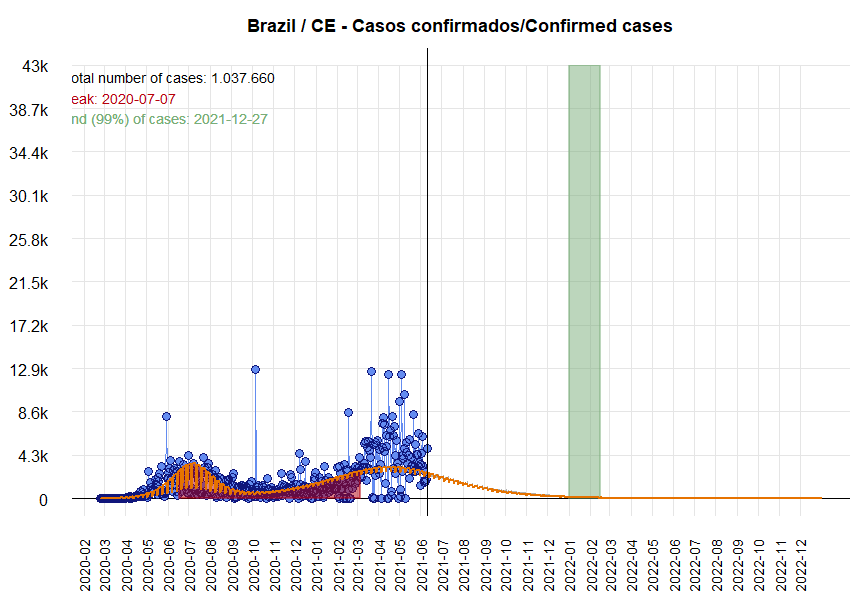 Brazil / CE - Casos confirmados/Confirmed cases
otal number of cases: 1.037.660
eak: 2020-07-07
nd (99%) of cases: 2021-12-27
43k
38.7k
34.4k
30.1k
25.8k
21.5k
17.2k
12.9k
8.6k
4.3k
0
2020-02
2020-03
2020-04
2020-05
2020-06
2020-07
2020-08
2020-09
2020-10
2020-11
2020-12
2021-01
2021-02
2021-03
2021-04
2021-05
2021-06
2021-07
2021-08
2021-09
2021-10
2021-11
2021-12
2022-01
2022-02
2022-03
2022-04
2022-05
2022-06
2022-07
2022-08
2022-09
2022-10
2022-11
2022-12